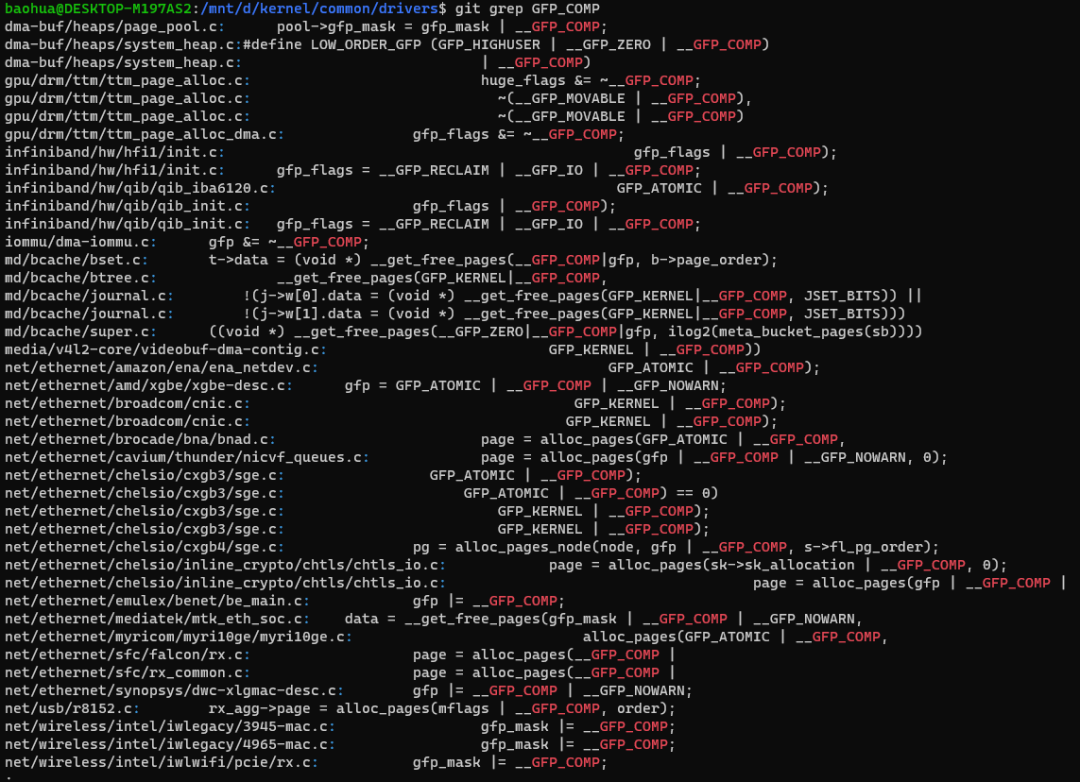 baohua@DESKTOP-M197AS2:/mnt/d/kernel/common/drivers$ git grep GFP_COMP
dma-buf/heaps/page_pool.c:      pool->gfp_mask = gfp_mask | __GFP_COMP;
dma-buf/heaps/system_heap.c:#define LOW_ORDER_GFP (GFP_HIGHUSER | __GFP_ZERO | __GFP_COMP)
dma-buf/heaps/system_heap.c:                            | __GFP_COMP)
gpu/drm/ttm/ttm_page_alloc.c:                           huge_flags &= ~__GFP_COMP;
gpu/drm/ttm/ttm_page_alloc.c:                             ~(__GFP_MOVABLE | __GFP_COMP),
gpu/drm/ttm/ttm_page_alloc.c:                             ~(__GFP_MOVABLE | __GFP_COMP)
gpu/drm/ttm/ttm_page_alloc_dma.c:               gfp_flags &= ~__GFP_COMP;
infiniband/hw/hfi1/init.c:                                                gfp_flags | __GFP_COMP);
infiniband/hw/hfi1/init.c:      gfp_flags = __GFP_RECLAIM | __GFP_IO | __GFP_COMP;
infiniband/hw/qib/qib_iba6120.c:                                        GFP_ATOMIC | __GFP_COMP);
infiniband/hw/qib/qib_init.c:                   gfp_flags | __GFP_COMP);
infiniband/hw/qib/qib_init.c:   gfp_flags = __GFP_RECLAIM | __GFP_IO | __GFP_COMP;
iommu/dma-iommu.c:      gfp &= ~__GFP_COMP;
md/bcache/bset.c:       t->data = (void *) __get_free_pages(__GFP_COMP|gfp, b->page_order);
md/bcache/btree.c:              __get_free_pages(GFP_KERNEL|__GFP_COMP,
md/bcache/journal.c:        !(j->w[0].data = (void *) __get_free_pages(GFP_KERNEL|__GFP_COMP, JSET_BITS)) ||
md/bcache/journal.c:        !(j->w[1].data = (void *) __get_free_pages(GFP_KERNEL|__GFP_COMP, JSET_BITS)))
md/bcache/super.c:      ((void *) __get_free_pages(__GFP_ZERO|__GFP_COMP|gfp, ilog2(meta_bucket_pages(sb))))
media/v4l2-core/videobuf-dma-contig.c:                          GFP_KERNEL | __GFP_COMP))
net/ethernet/amazon/ena/ena_netdev.c:                                  GFP_ATOMIC | __GFP_COMP);
net/ethernet/amd/xgbe/xgbe-desc.c:      gfp = GFP_ATOMIC | __GFP_COMP | __GFP_NOWARN;
net/ethernet/broadcom/cnic.c:                                      GFP_KERNEL | __GFP_COMP);
net/ethernet/broadcom/cnic.c:                                     GFP_KERNEL | __GFP_COMP);
net/ethernet/brocade/bna/bnad.c:                        page = alloc_pages(GFP_ATOMIC | __GFP_COMP,
net/ethernet/cavium/thunder/nicvf_queues.c:             page = alloc_pages(gfp | __GFP_COMP | __GFP_NOWARN, 0);
net/ethernet/chelsio/cxgb3/sge.c:                 GFP_ATOMIC | __GFP_COMP);
net/ethernet/chelsio/cxgb3/sge.c:                     GFP_ATOMIC | __GFP_COMP) == 0)
net/ethernet/chelsio/cxgb3/sge.c:                         GFP_KERNEL | __GFP_COMP);
net/ethernet/chelsio/cxgb3/sge.c:                         GFP_KERNEL | __GFP_COMP);
net/ethernet/chelsio/cxgb4/sge.c:               pg = alloc_pages_node(node, gfp | __GFP_COMP, s->fl_pg_order);
net/ethernet/chelsio/inline_crypto/chtls/chtls_io.c:            page = alloc_pages(sk->sk_allocation | __GFP_COMP, 0);
net/ethernet/chelsio/inline_crypto/chtls/chtls_io.c:                                    page = alloc_pages(gfp | __GFP_COMP |
net/ethernet/emulex/benet/be_main.c:            gfp |= __GFP_COMP;
net/ethernet/mediatek/mtk_eth_soc.c:    data = __get_free_pages(gfp_mask | __GFP_COMP | __GFP_NOWARN,
net/ethernet/myricom/myri10ge/myri10ge.c:                           alloc_pages(GFP_ATOMIC | __GFP_COMP,
net/ethernet/sfc/falcon/rx.c:                   page = alloc_pages(__GFP_COMP |
net/ethernet/sfc/rx_common.c:                   page = alloc_pages(__GFP_COMP |
net/ethernet/synopsys/dwc-xlgmac-desc.c:        gfp |= __GFP_COMP | __GFP_NOWARN;
net/usb/r8152.c:        rx_agg->page = alloc_pages(mflags | __GFP_COMP, order);
net/wireless/intel/iwlegacy/3945-mac.c:                 gfp_mask |= __GFP_COMP;
net/wireless/intel/iwlegacy/4965-mac.c:                 gfp_mask |= __GFP_COMP;
net/wireless/intel/iwlwifi/pcie/rx.c:           gfp_mask |= __GFP_COMP;